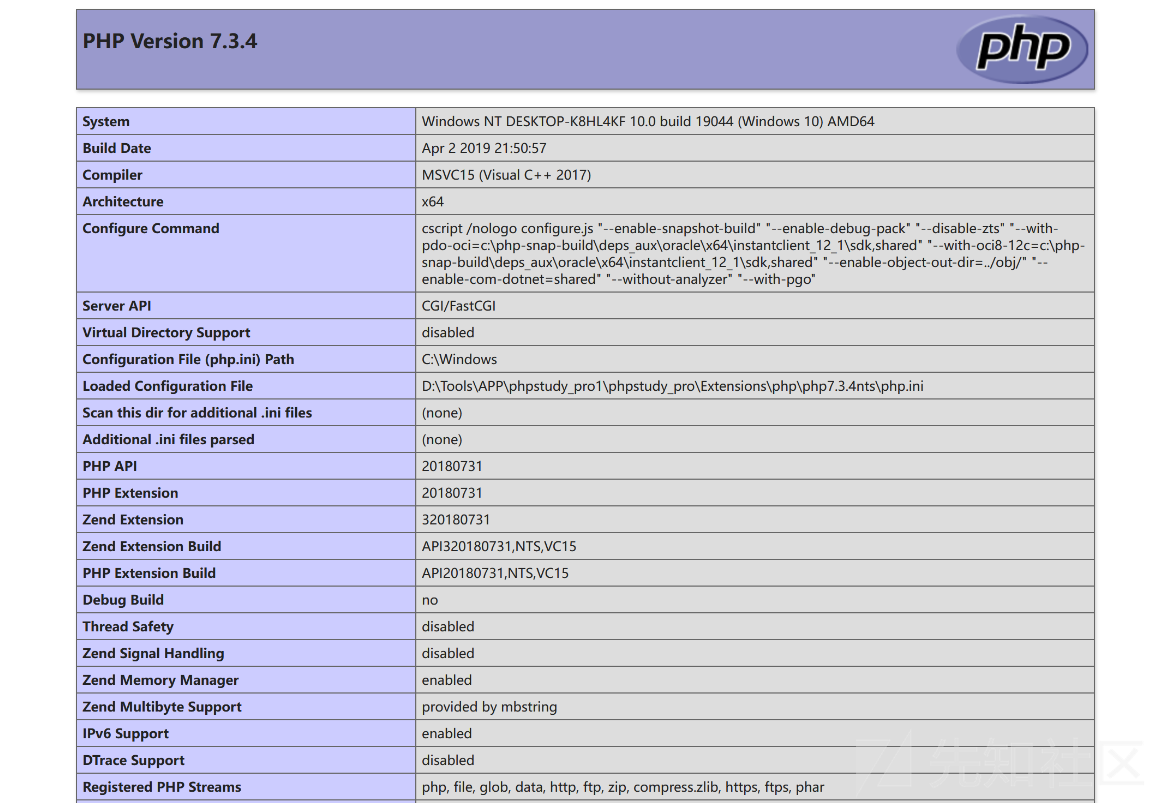 PHP Version 7.3.4
php
System Windows NT DESKTOP-K8HL4KF 10.0 build 19044 (Windows 10) AMD64
Build Date Apr 2 2019 21:50:57
Compiler MSVC15 (Visual C++ 2017)
Architecture x64
Configure Command cscript /nologo configure.js "--enable-snapshot-build" "--enable-debug-pack" "--disable-zts" "--with-
pdo-oci=c:\php-snap-build\deps_aux\oracle\x64\instantclient_12_1\sdk,shared" "--with-oci8-12c=c:\php-
snap-build\deps_aux\oracle\x64\instantclient_12_1\sdk,shared" "--enable-object-out-dir=../obj/" "--
enable-com-dotnet=shared" "--without-analyzer" "--with-pgo"
Server API CGI/FastCGI
Virtual Directory Support disabled
Configuration File (php.ini) Path C:\Windows
Loaded Configuration File D:\Tools\APP\phpstudy_pro1\phpstudy_pro\Extensions\php\php7.3.4nts\php.ini
Scan this dir for additional .ini files (none)
Additional .ini files parsed (none)
PHP API 20180731
PHP Extension 20180731
Zend Extension 320180731
Zend Extension Build API320180731,NTS,VC15
PHP Extension Build API20180731,NTS,VC15
Debug Build no
Thread Safety disabled
Zend Signal Handling disabled
Zend Memory Manager enabled
Zend Multibyte Support provided by mbstring
IPv6 Support enabled
DTrace Support disabled
Registered PHP Streams php, file, glob, data, http, ftp, zip, compress.zlib, https, ftps, phar
先知社区